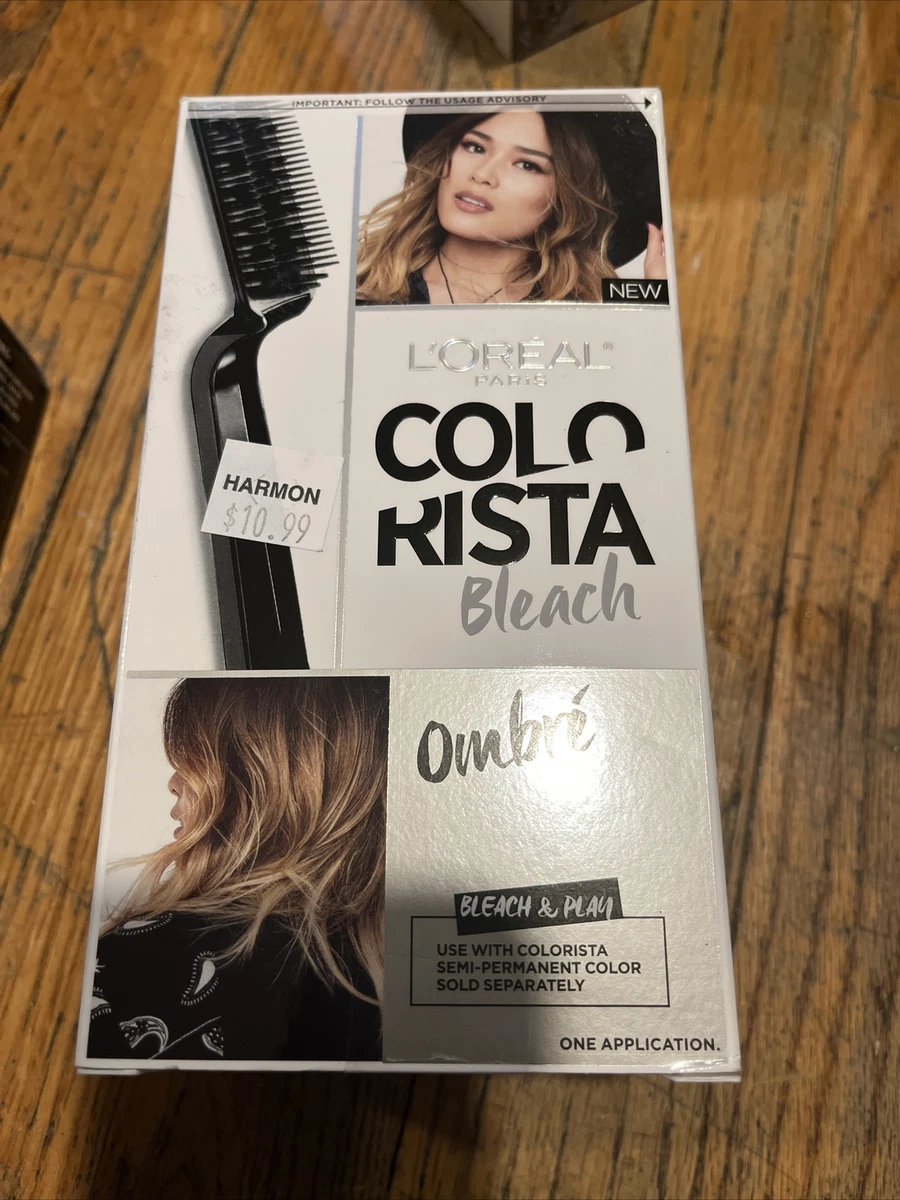 IMPORTANT: FOLLOW THE USAGE ADVISORY
NEW
L'ORÉAL®
PARIS
COLO
RISTA
Bleach
HARMON
$10.99
Ombré
BLEACH & PLAY
USE WITH COLORISTA
SEMI-PERMANENT COLOR
SOLD SEPARATELY
ONE APPLICATION.